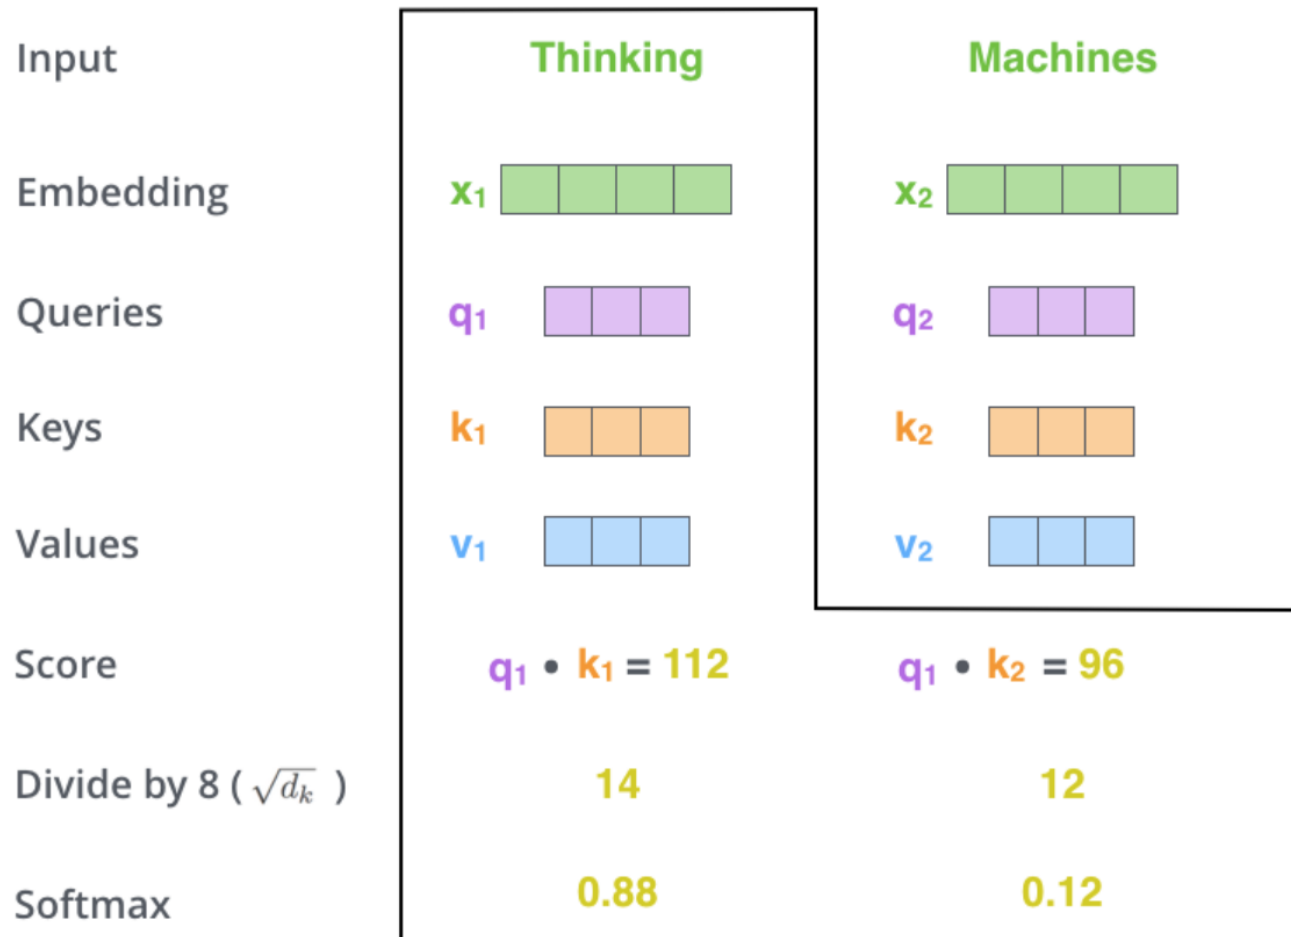 Input Thinking Machines
Embedding x₁ x₂
Queries q₁ q₂
Keys k₁ k₂
Values v₁ v₂
Score q₁ • k₁ = 112 q₁ • k₂ = 96
Divide by 8 ( √dₖ ) 14 12
Softmax 0.88 0.12